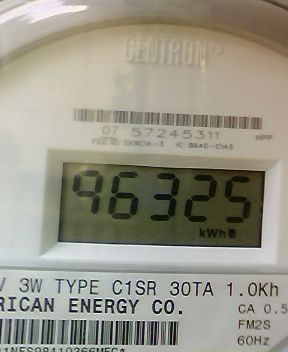 CENTRON®
07 57245311
HPP
96325
kWh
V 3W TYPE C1SR 30TA 1.0Kh
RICAN ENERGY CO.
CA 0.5
FM2S
60Hz